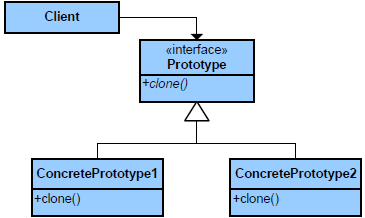 Client
«interface»
Prototype
+clone()
ConcretePrototype1
+clone()
ConcretePrototype2
+clone()